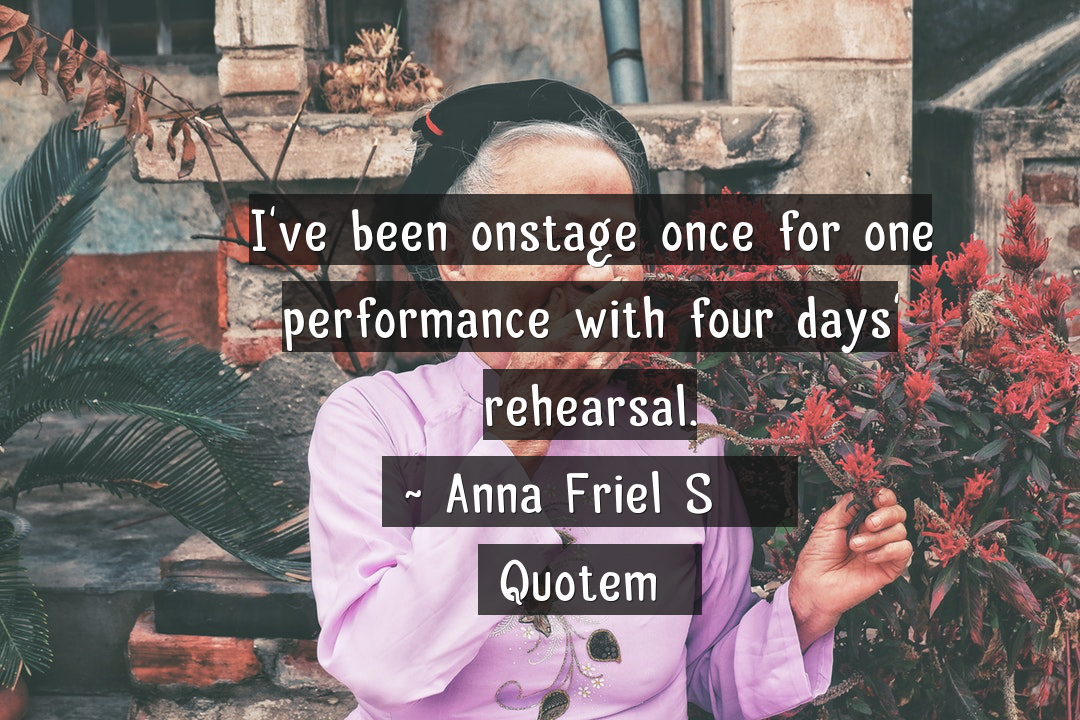 I‘ve been onstage once for one
performance with four days‘
rehearsal.
~ Anna Friel S
Quotem